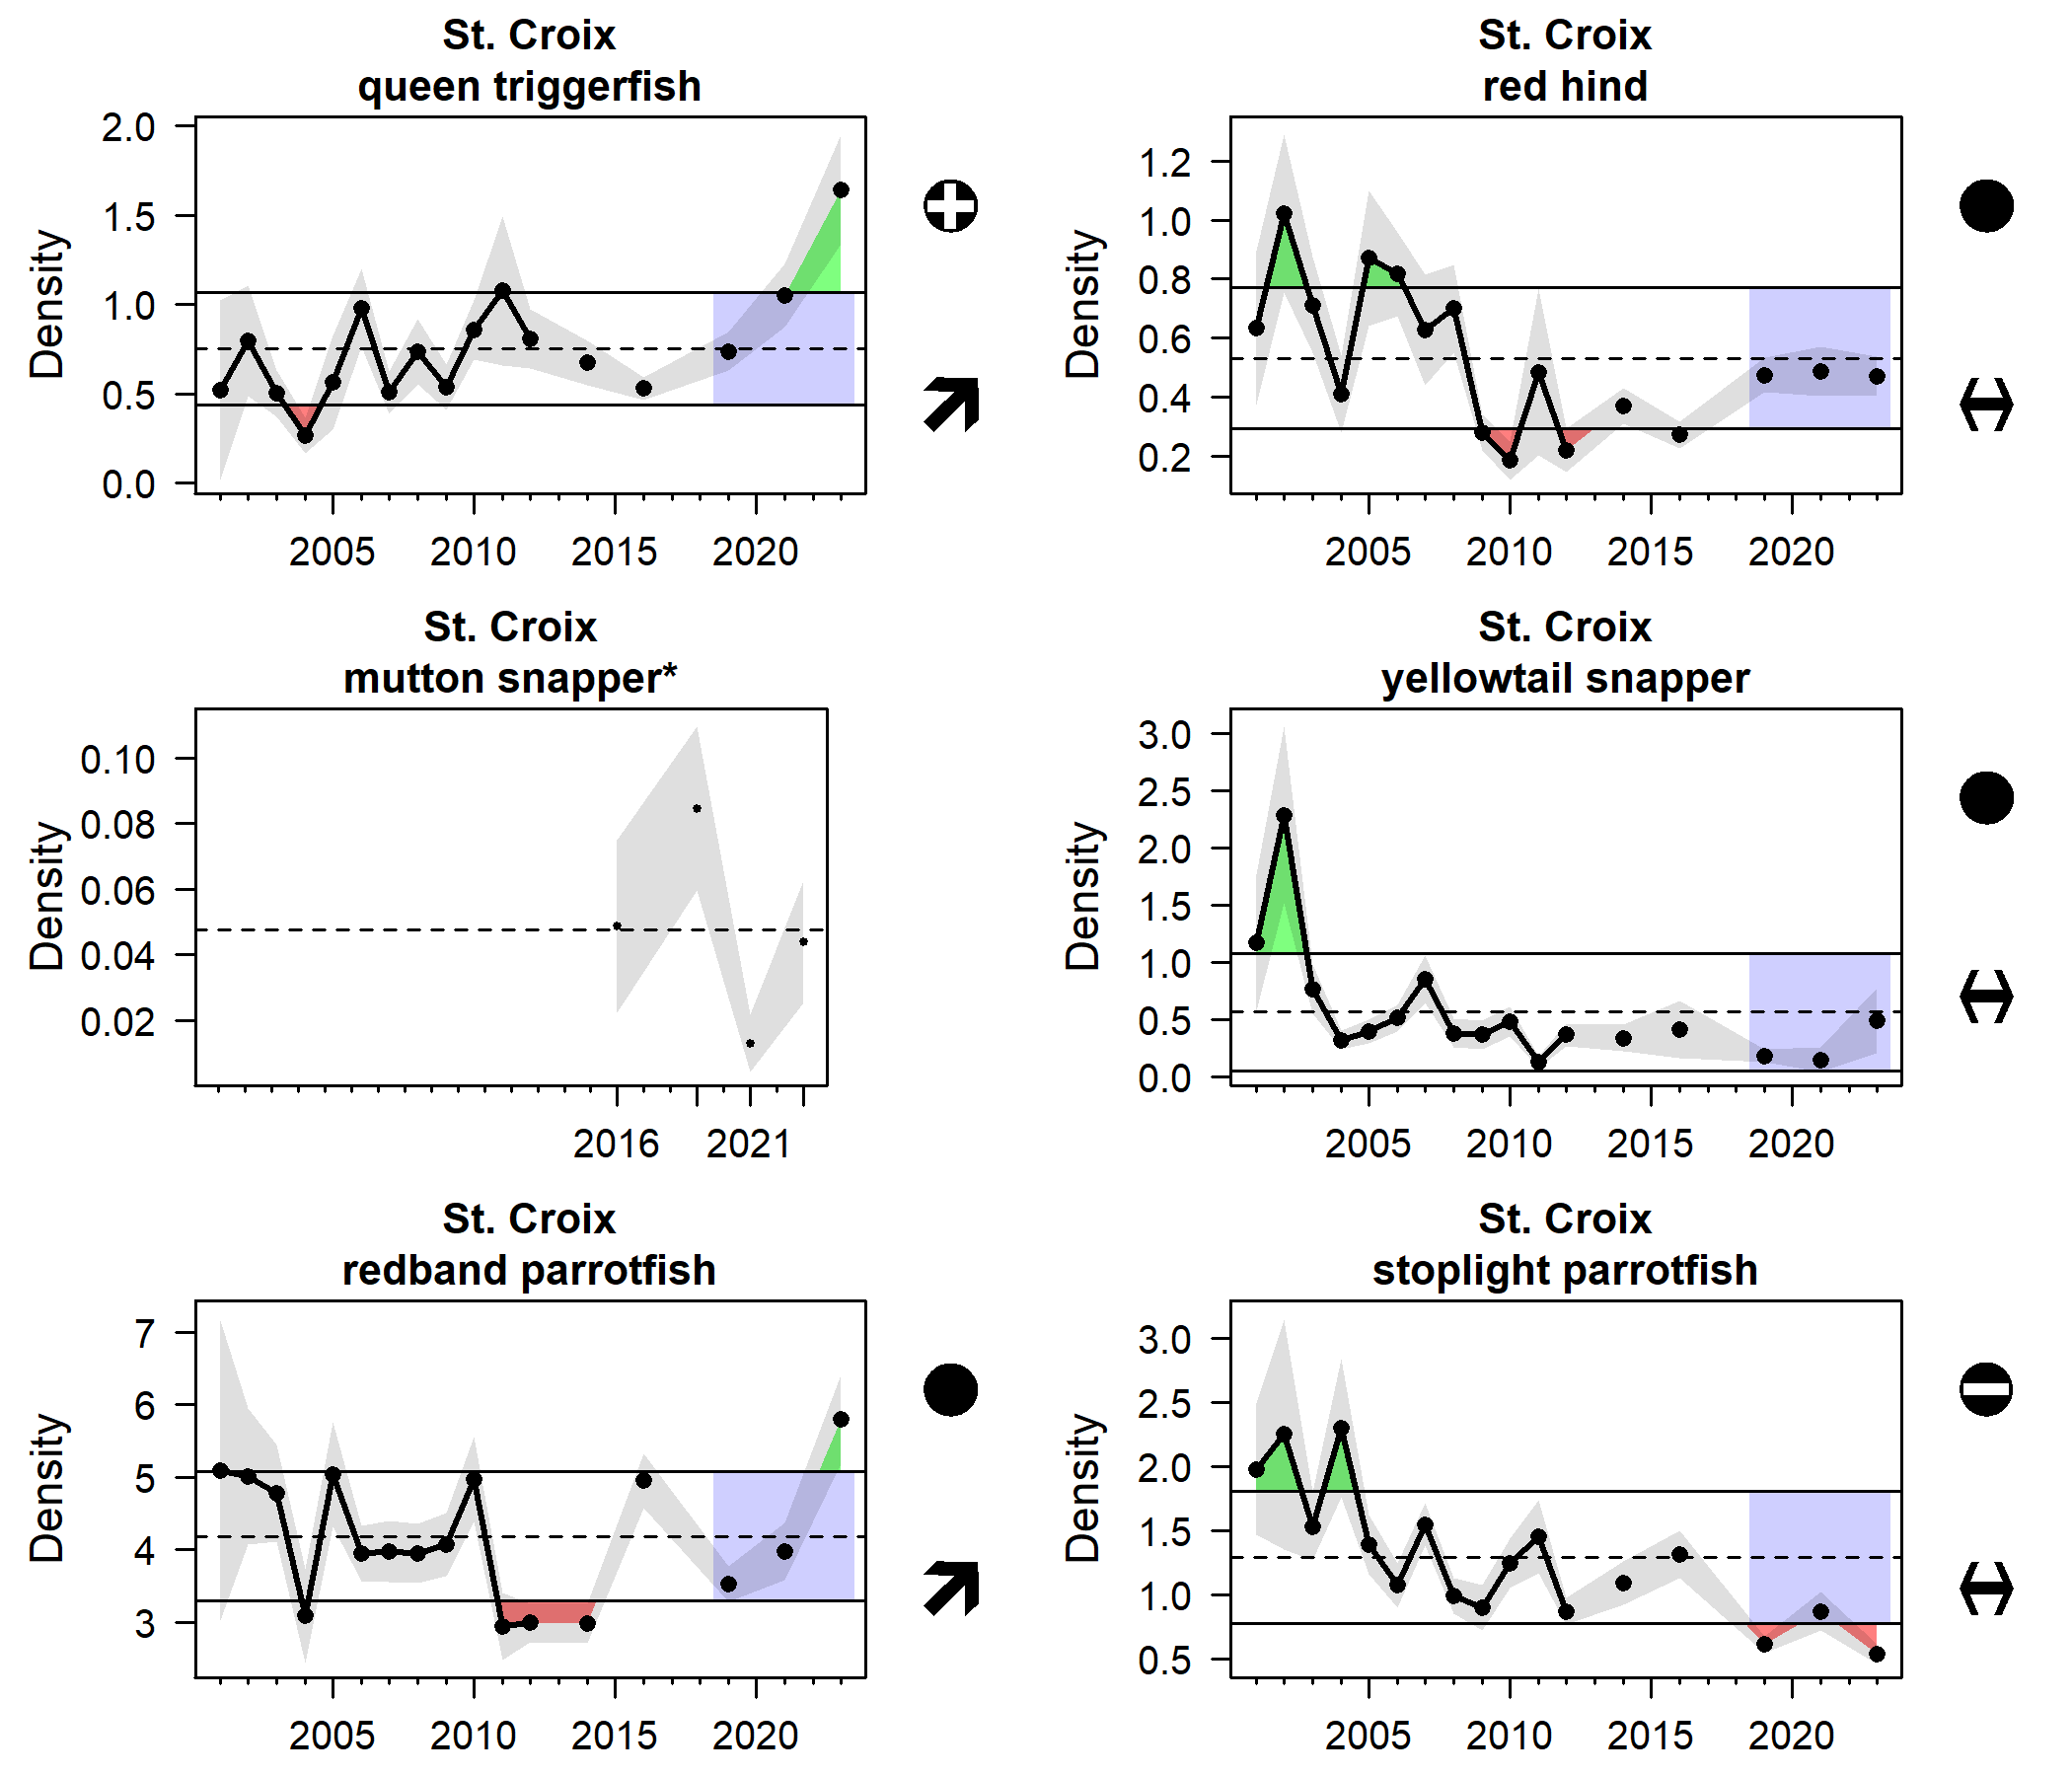 St. Croix
queen triggerfish
Density
2.0
1.5
1.0
0.5
0.0
2005 2010 2015 2020
St. Croix
red hind
Density
1.2
1.0
0.8
0.6
0.4
0.2
2005 2010 2015 2020
St. Croix
mutton snapper*
Density
0.10
0.08
0.06
0.04
0.02
2016 2021
St. Croix
yellowtail snapper
Density
3.0
2.5
2.0
1.5
1.0
0.5
0.0
2005 2010 2015 2020
St. Croix
redband parrotfish
Density
7
6
5
4
3
2005 2010 2015 2020
St. Croix
stoplight parrotfish
Density
3.0
2.5
2.0
1.5
1.0
0.5
2005 2010 2015 2020